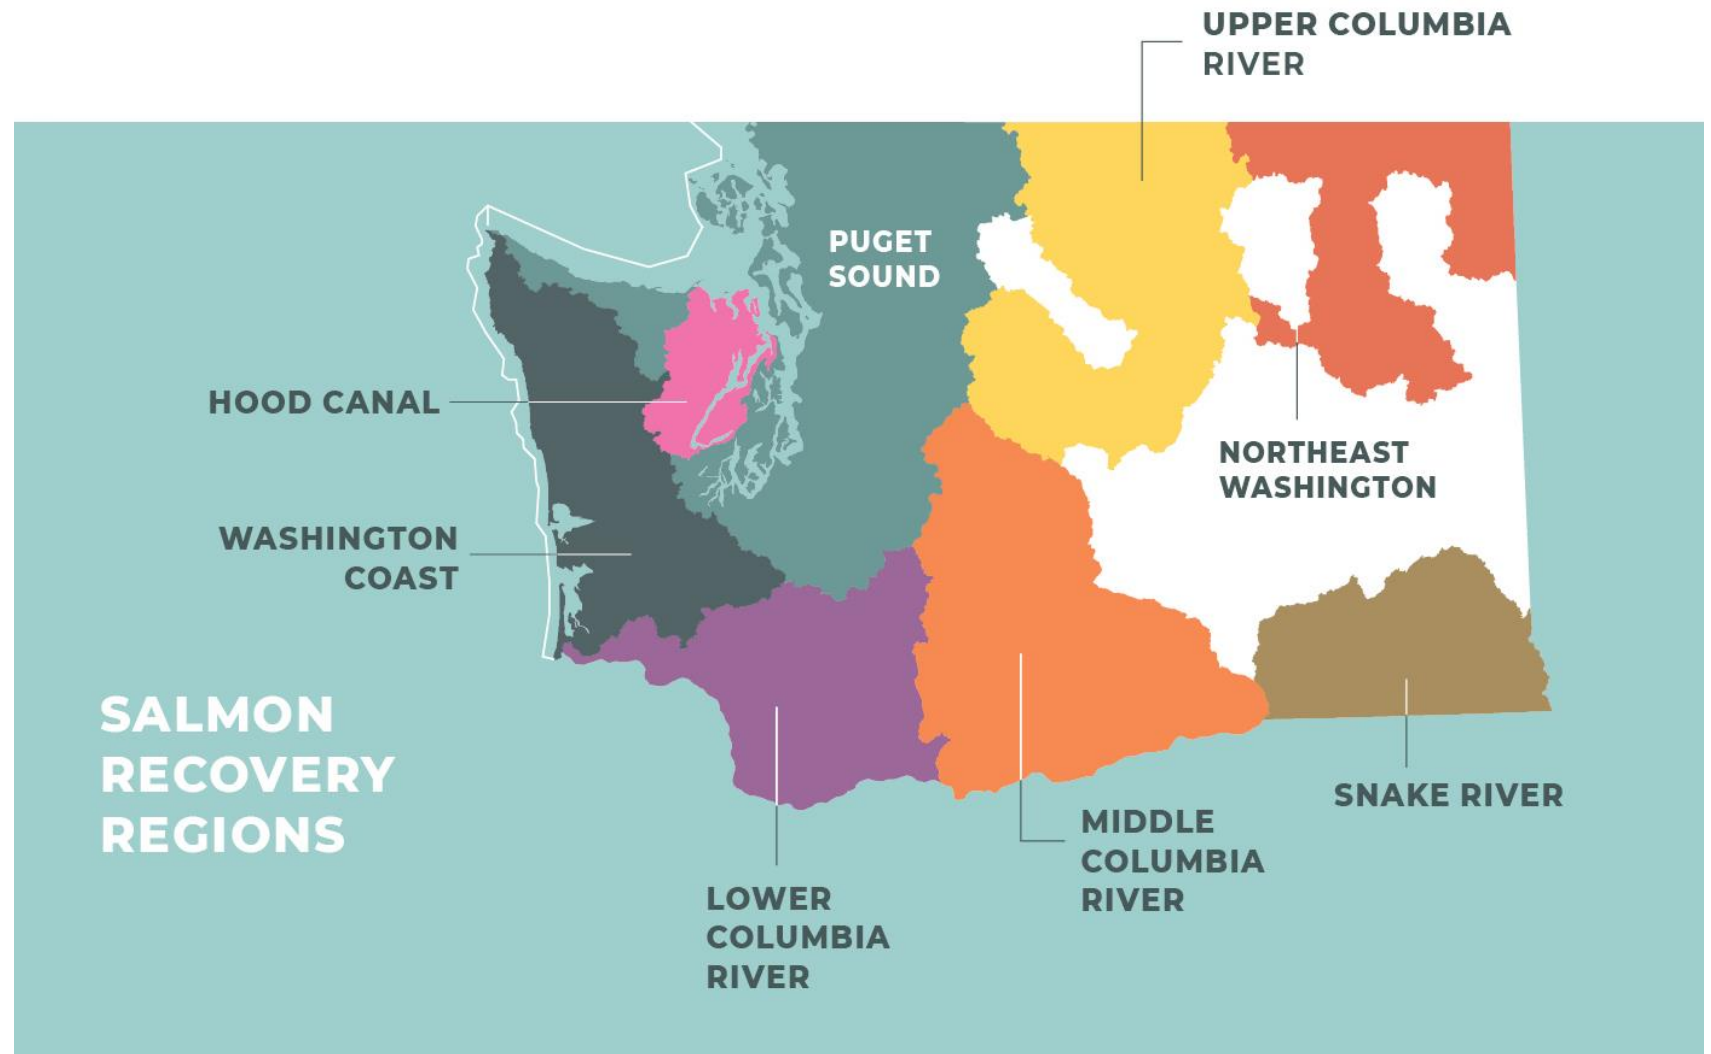 UPPER COLUMBIA
RIVER
PUGET
SOUND
HOOD CANAL
NORTHEAST
WASHINGTON
WASHINGTON
COAST
SALMON
RECOVERY
REGIONS
SNAKE RIVER
MIDDLE
COLUMBIA
RIVER
LOWER
COLUMBIA
RIVER